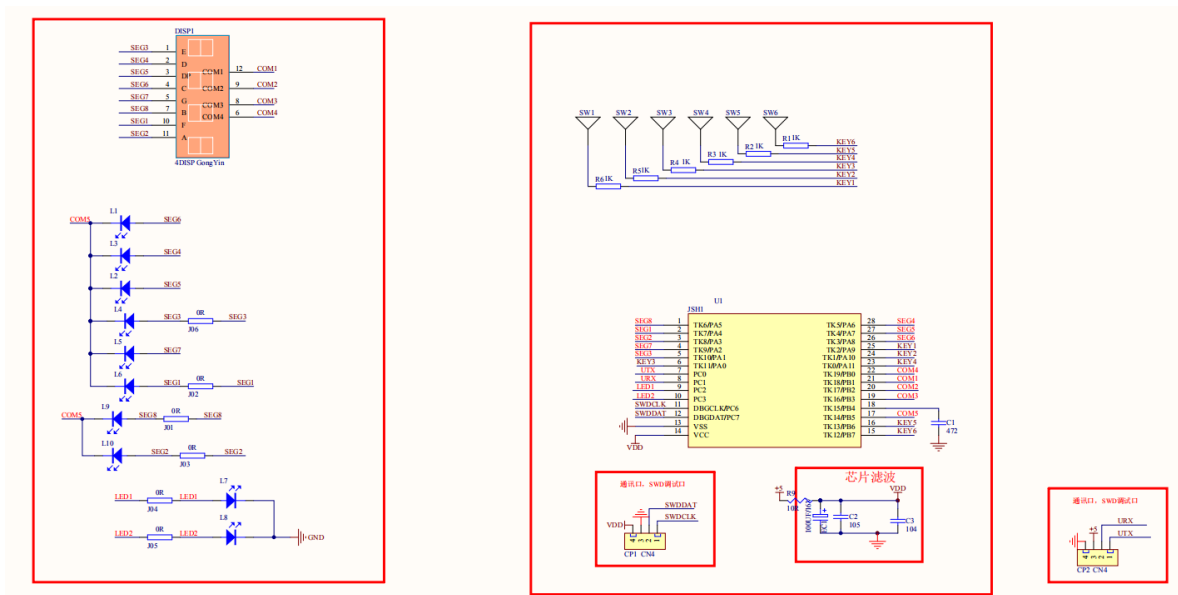 DISP1
SEG3 1 E
SEG4 2 D
SEG5 3 DP
SEG6 4 C
SEG7 5 G
SEG8 7 B
SEG1 10 F
SEG2 11 A
COM1 12 COM1
COM2 9 COM2
COM3 8 COM3
COM4 6 COM4
4DISP GongYin
COM5
L1 SEG6
L3 SEG4
L2 SEG5
L4 SEG3 0R J06 SEG3
L5 SEG7
L6 SEG1 0R J02 SEG1
COM5
L9 SEG8 0R J01 SEG8
L10 SEG2 0R J03 SEG2
LED1 0R J04 LED1 L7
LED2 0R J05 LED2 L8
GND
SW1 SW2 SW3 SW4 SW5 SW6
R1 1K KEY6
R2 1K KEY5
R3 1K KEY4
R4 1K KEY3
R5 1K KEY2
R6 1K KEY1
U1
JSH1
SEG8 1 TK6/PA5
SEG1 2 TK7/PA4
SEG2 3 TK8/PA3
SEG7 4 TK9/PA2
SEG3 5 TK10/PA1
KEY3 6 TK11/PA0
UTX 7 PC0
URX 8 PC1
LED1 9 PC2
LED2 10 PC3
SWDCLK 11 DBGCLK/PC6
SWDDAT 12 DBGDAT/PC7
13 VSS
14 VCC
VDD
TK5/PA6 28 SEG4
TK4/PA7 27 SEG5
TK3/PA8 26 SEG6
TK2/PA9 25 KEY1
TK1/PA10 24 KEY2
TK0/PA11 23 KEY4
TK19/PB0 22 COM4
TK18/PB1 21 COM1
TK17/PB2 20 COM2
TK16/PB3 19 COM3
TK15/PB4 18
TK14/PB5 17 COM5
TK13/PB6 16 KEY5
TK12/PB7 15 KEY6
C1
472
通讯口，SWD调试口
SWDDAT
SWDCLK
VDD
4 3 2 1
CP1 CN4
芯片滤波
+5
R9
10R
VDD
C2
105
C3
104
通讯口，SWD调试口
URX
+5
UTX
4 3 2 1
CP2 CN4